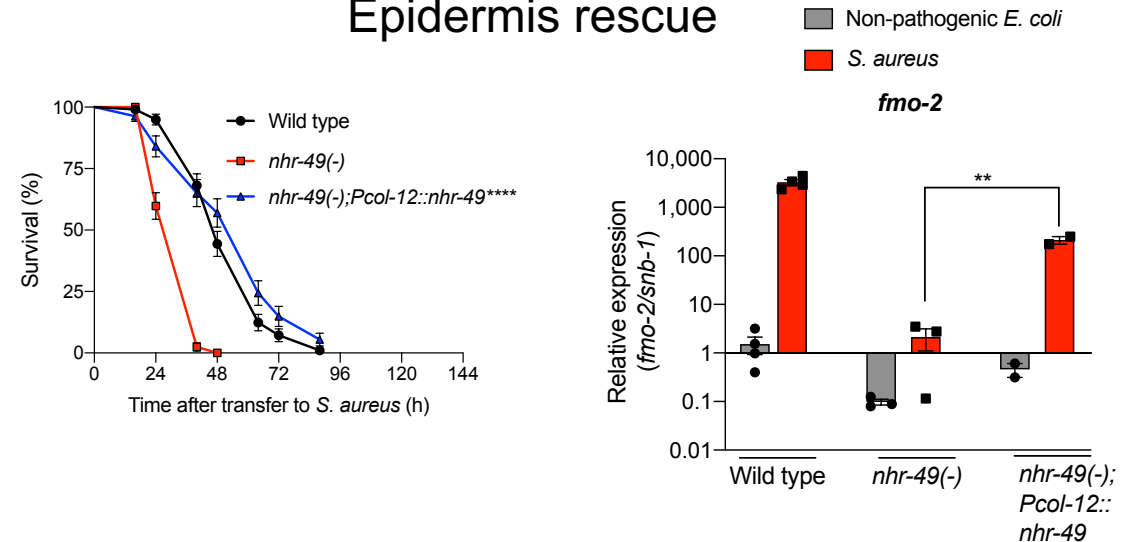 Epidermis rescue
Non-pathogenic E. coli
S. aureus
100
75
50
25
0
Survival (%)
Wild type
nhr-49(-)
nhr-49(-);Pcol-12::nhr-49****
0 24 48 72 96 120 144
Time after transfer to S. aureus (h)
fmo-2
10,000
1,000
100
10
1
0.1
0.01
Relative expression
(fmo-2/snb-1)
**
Wild type
nhr-49(-)
nhr-49(-);
Pcol-12::
nhr-49